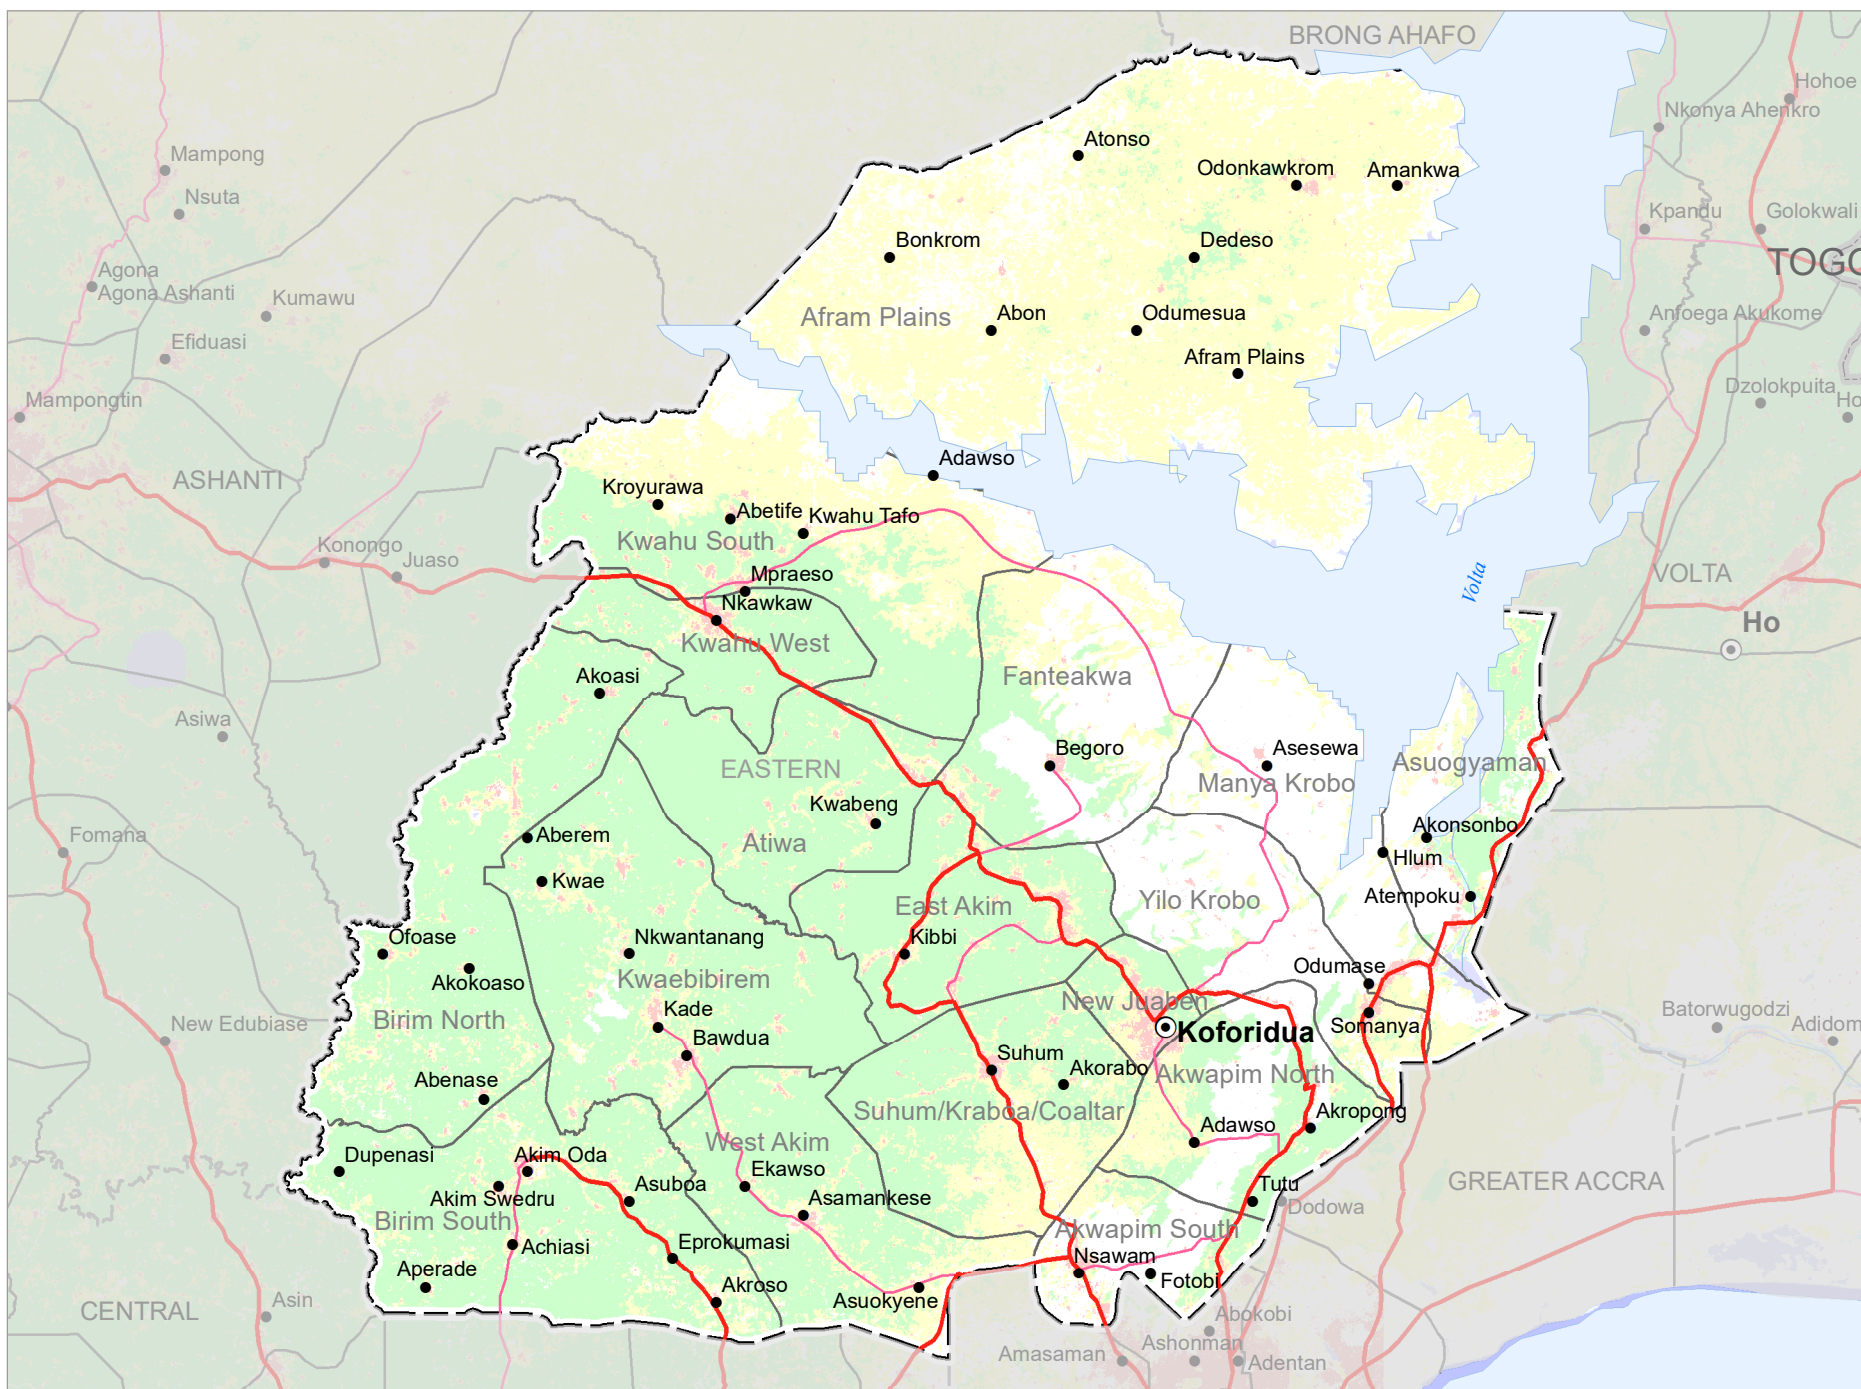 BRONG AHAFO
Hohoe
Nkonya Ahenkro
Atonso
Mampong
Odonkawkrom
Amankwa
Nsuta
Kpandu
Golokwali
Bonkrom
Dedeso
TOGO
Agona
Agona Ashanti
Kumawu
Afram Plains
Abon
Odumesua
Anfoega Akukome
Efiduasi
Afram Plains
Dzolokpuita
Ho
Mampongtin
Adawso
ASHANTI
Kroyurawa
Abetife
Kwahu Tafo
Kwahu South
Konongo
Juaso
Mpraeso
Volta
VOLTA
Nkawkaw
Kwahu West
Ho
Akoasi
Fanteakwa
Asiwa
Begoro
Asesewa
EASTERN
Manya Krobo
Asuogyaman
Kwabeng
Fomana
Aberem
Atiwa
Akonsonbo
Hlum
Kwae
Atempoku
East Akim
Yilo Krobo
Ofoase
Nkwantanang
Kibbi
Odumase
Akokoaso
Kwaebibirem
New Juaben
Kade
Batorwugodzi
Adidom
New Edubiase
Birim North
Koforidua
Somanya
Bawdua
Suhum
Akorabo
Akwapim North
Abenase
Suhum/Kraboa/Coaltar
Akropong
Adawso
West Akim
Dupenasi
Akim Oda
Ekawso
Akim Swedru
Asuboa
Asamankese
Tutu
Dodowa
GREATER ACCRA
Birim South
Akwapim South
Achiasi
Eprokumasi
Nsawam
Fotobi
Aperade
Akroso
Asuokyene
CENTRAL
Asin
Abokobi
Ashonman
Amasaman
Adentan